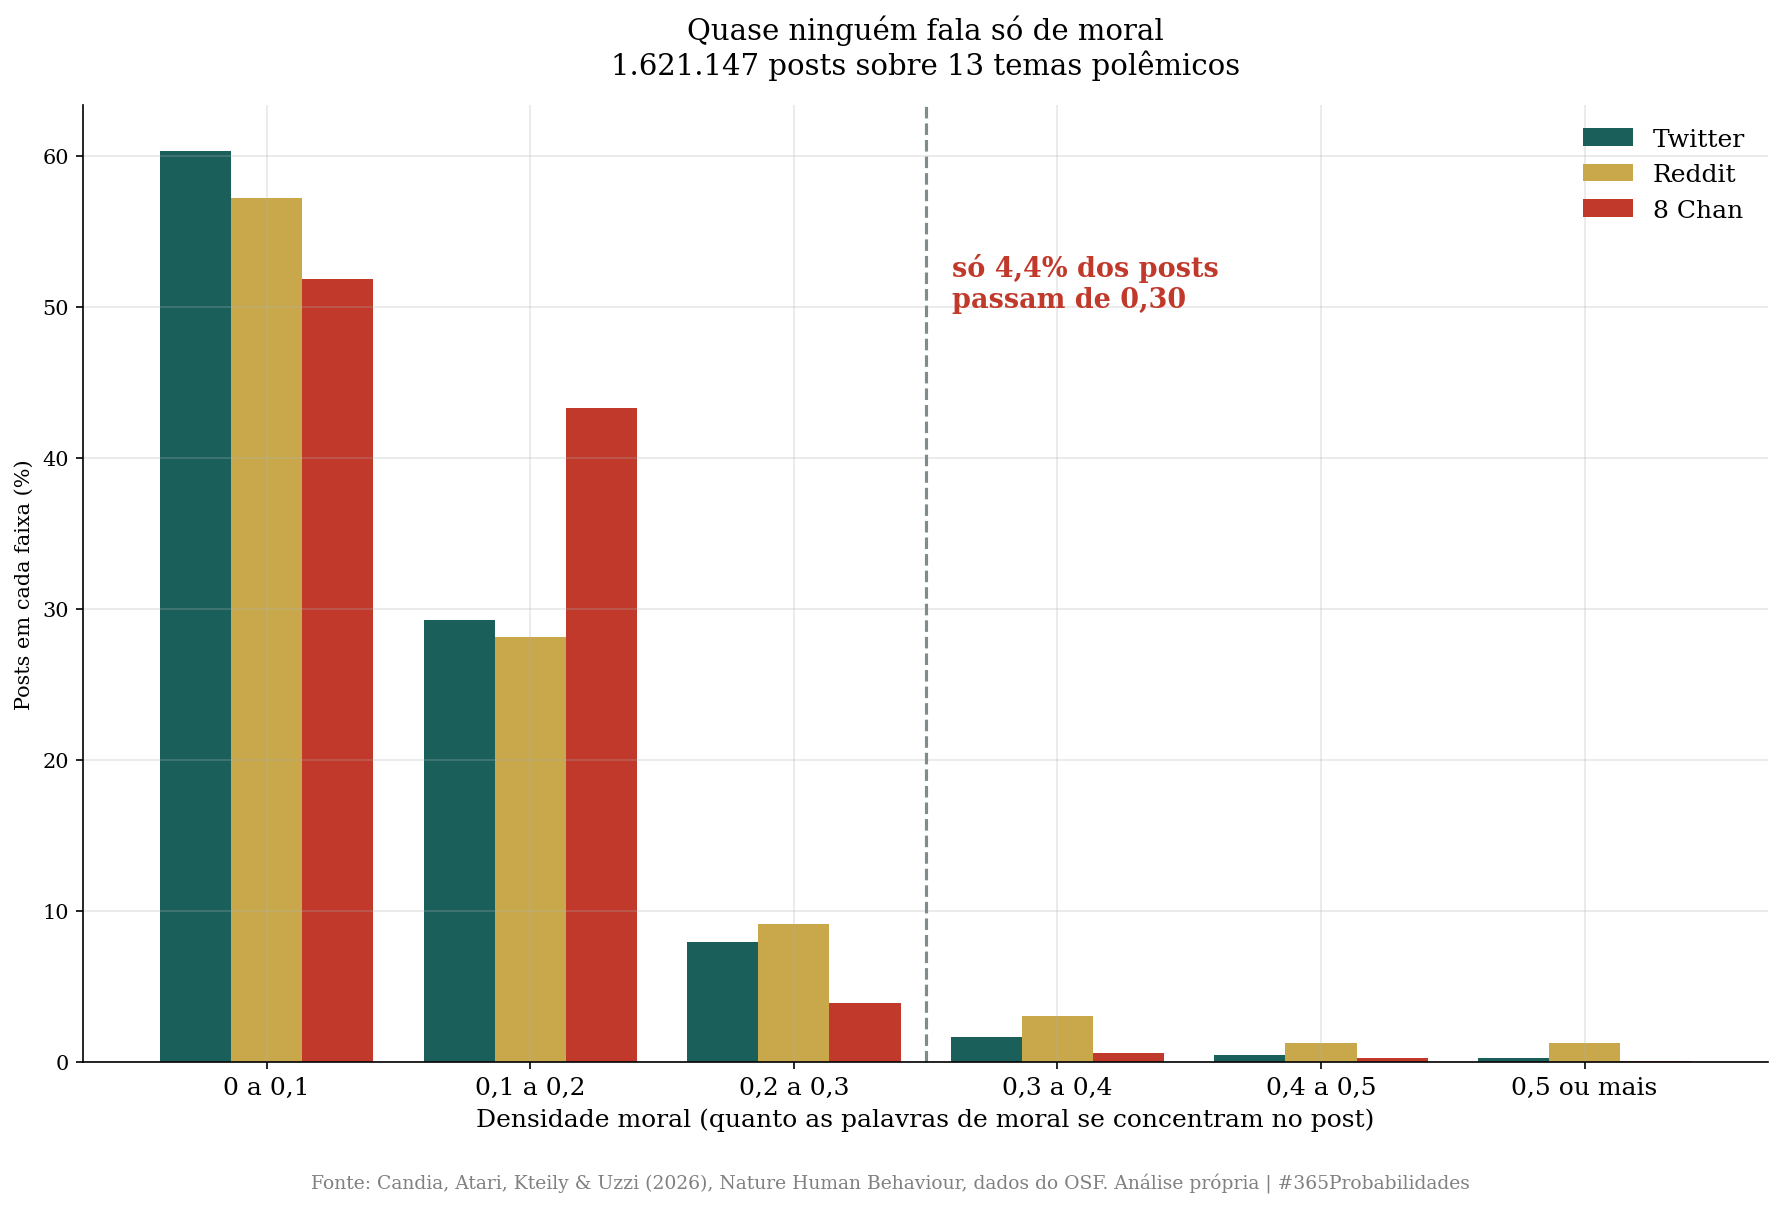 Quase ninguém fala só de moral
1.621.147 posts sobre 13 temas polêmicos
Twitter
Reddit
8 Chan
só 4,4% dos posts
passam de 0,30
Posts em cada faixa (%)
60
50
40
30
20
10
0
0 a 0,1
0,1 a 0,2
0,2 a 0,3
0,3 a 0,4
0,4 a 0,5
0,5 ou mais
Densidade moral (quanto as palavras de moral se concentram no post)
Fonte: Candia, Atari, Kteily & Uzzi (2026), Nature Human Behaviour, dados do OSF. Análise própria | #365Probabilidades